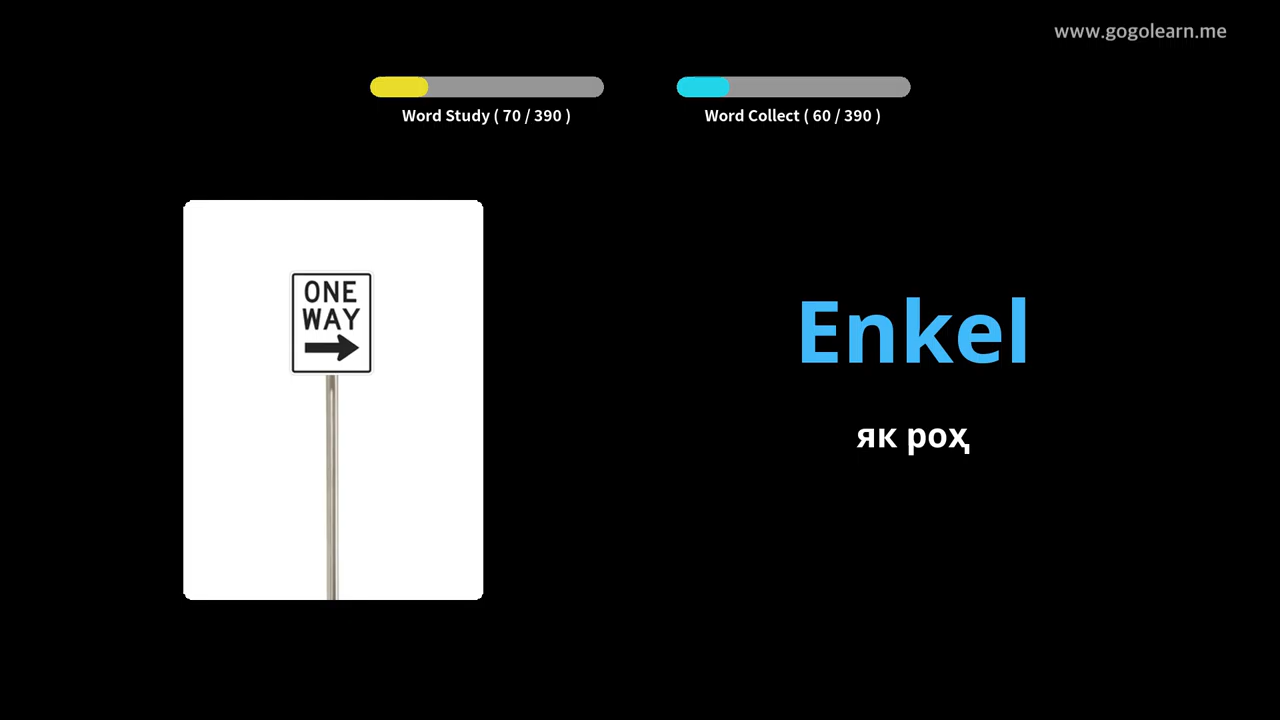 www.gogolearn.me
Word Study ( 70 / 390 )
Word Collect ( 60 / 390 )
ONE
WAY
Enkel
як роҳ